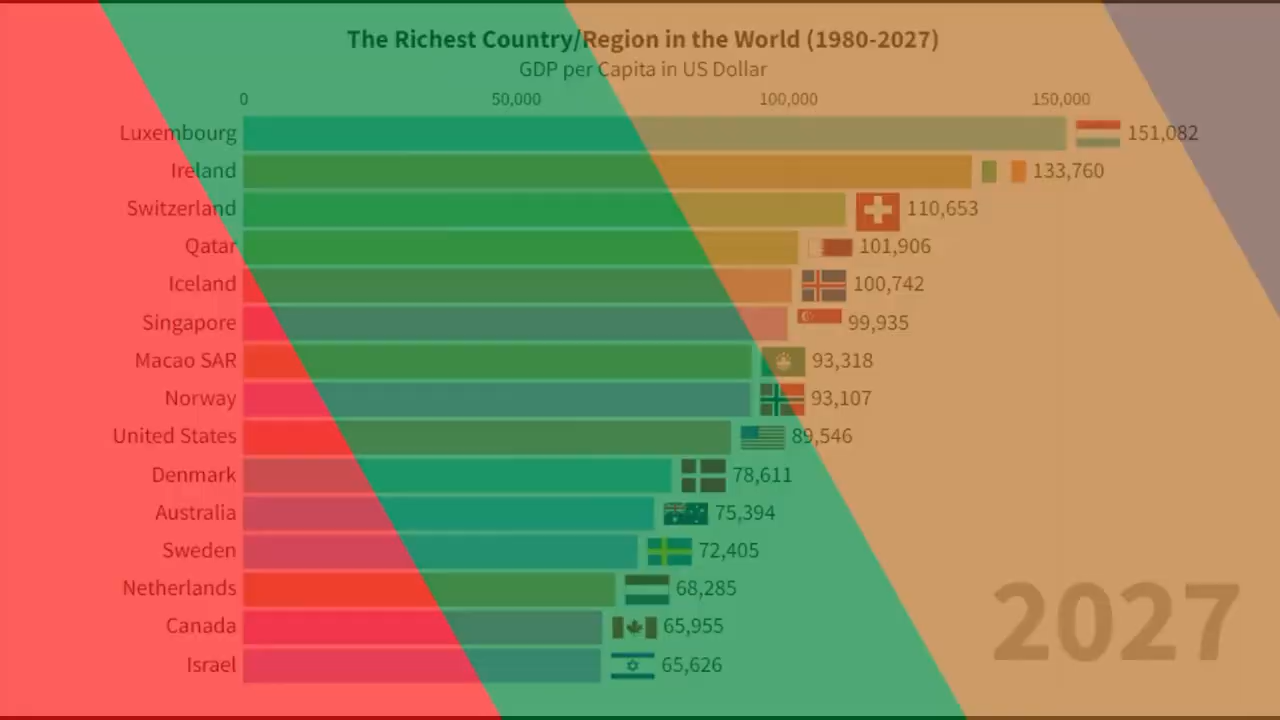 The Richest Country/Region in the World (1980-2027)
GDP per Capita in US Dollar
0 50,000 100,000 150,000
Luxembourg 151,082
Ireland 133,760
Switzerland 110,653
Qatar 101,906
Iceland 100,742
Singapore 99,935
Macao SAR 93,318
Norway 93,107
United States 89,546
Denmark 78,611
Australia 75,394
Sweden 72,405
Netherlands 68,285
Canada 65,955
Israel 65,626
2027